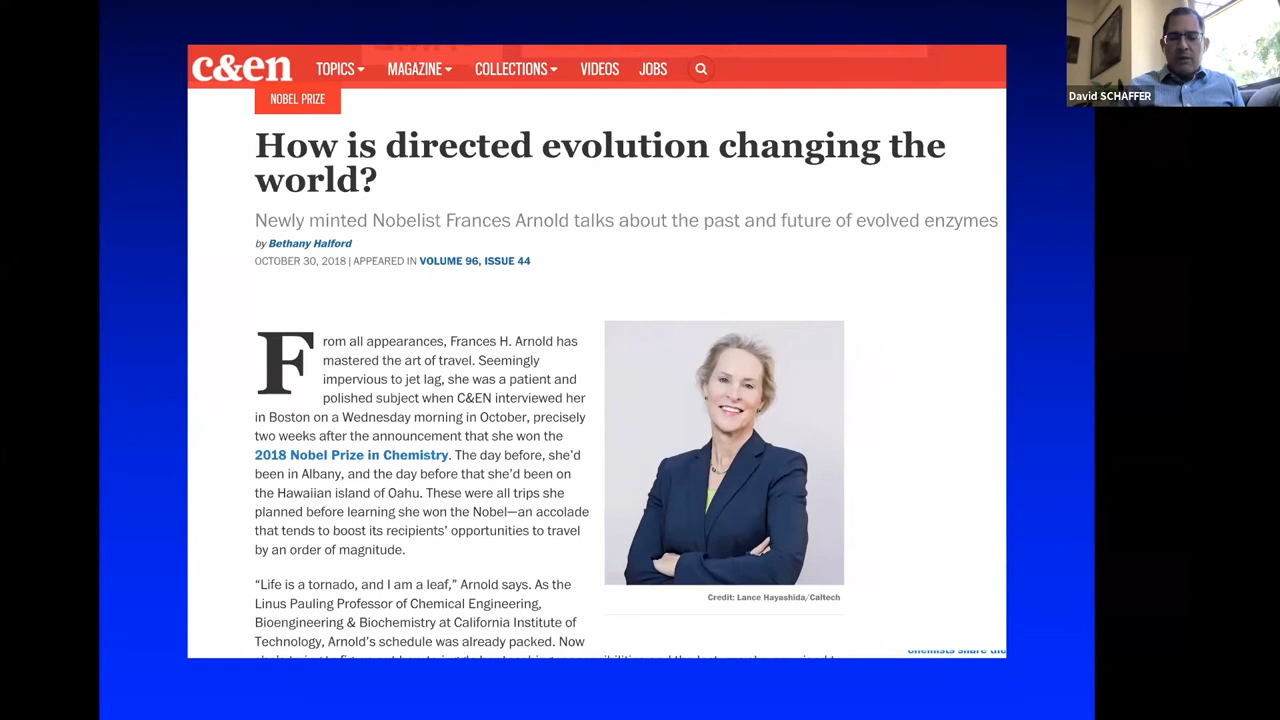 c&en
TOPICS
MAGAZINE
COLLECTIONS
VIDEOS
JOBS
David SCHAFFER
NOBEL PRIZE
How is directed evolution changing the
world?
Newly minted Nobelist Frances Arnold talks about the past and future of evolved enzymes
by Bethany Halford
OCTOBER 30, 2018 | APPEARED IN VOLUME 96, ISSUE 44
From all appearances, Frances H. Arnold has
mastered the art of travel. Seemingly
impervious to jet lag, she was a patient and
polished subject when C&EN interviewed her
in Boston on a Wednesday morning in October, precisely
two weeks after the announcement that she won the
2018 Nobel Prize in Chemistry. The day before, she’d
been in Albany, and the day before that she’d been on
the Hawaiian island of Oahu. These were all trips she
planned before learning she won the Nobel—an accolade
that tends to boost its recipients’ opportunities to travel
by an order of magnitude.
“Life is a tornado, and I am a leaf,” Arnold says. As the
Linus Pauling Professor of Chemical Engineering,
Bioengineering & Biochemistry at California Institute of
Technology, Arnold’s schedule was already packed. Now
Credit: Lance Hayashida/Caltech